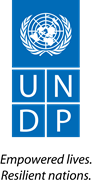 U N
D P
Empowered lives.
Resilient nations.